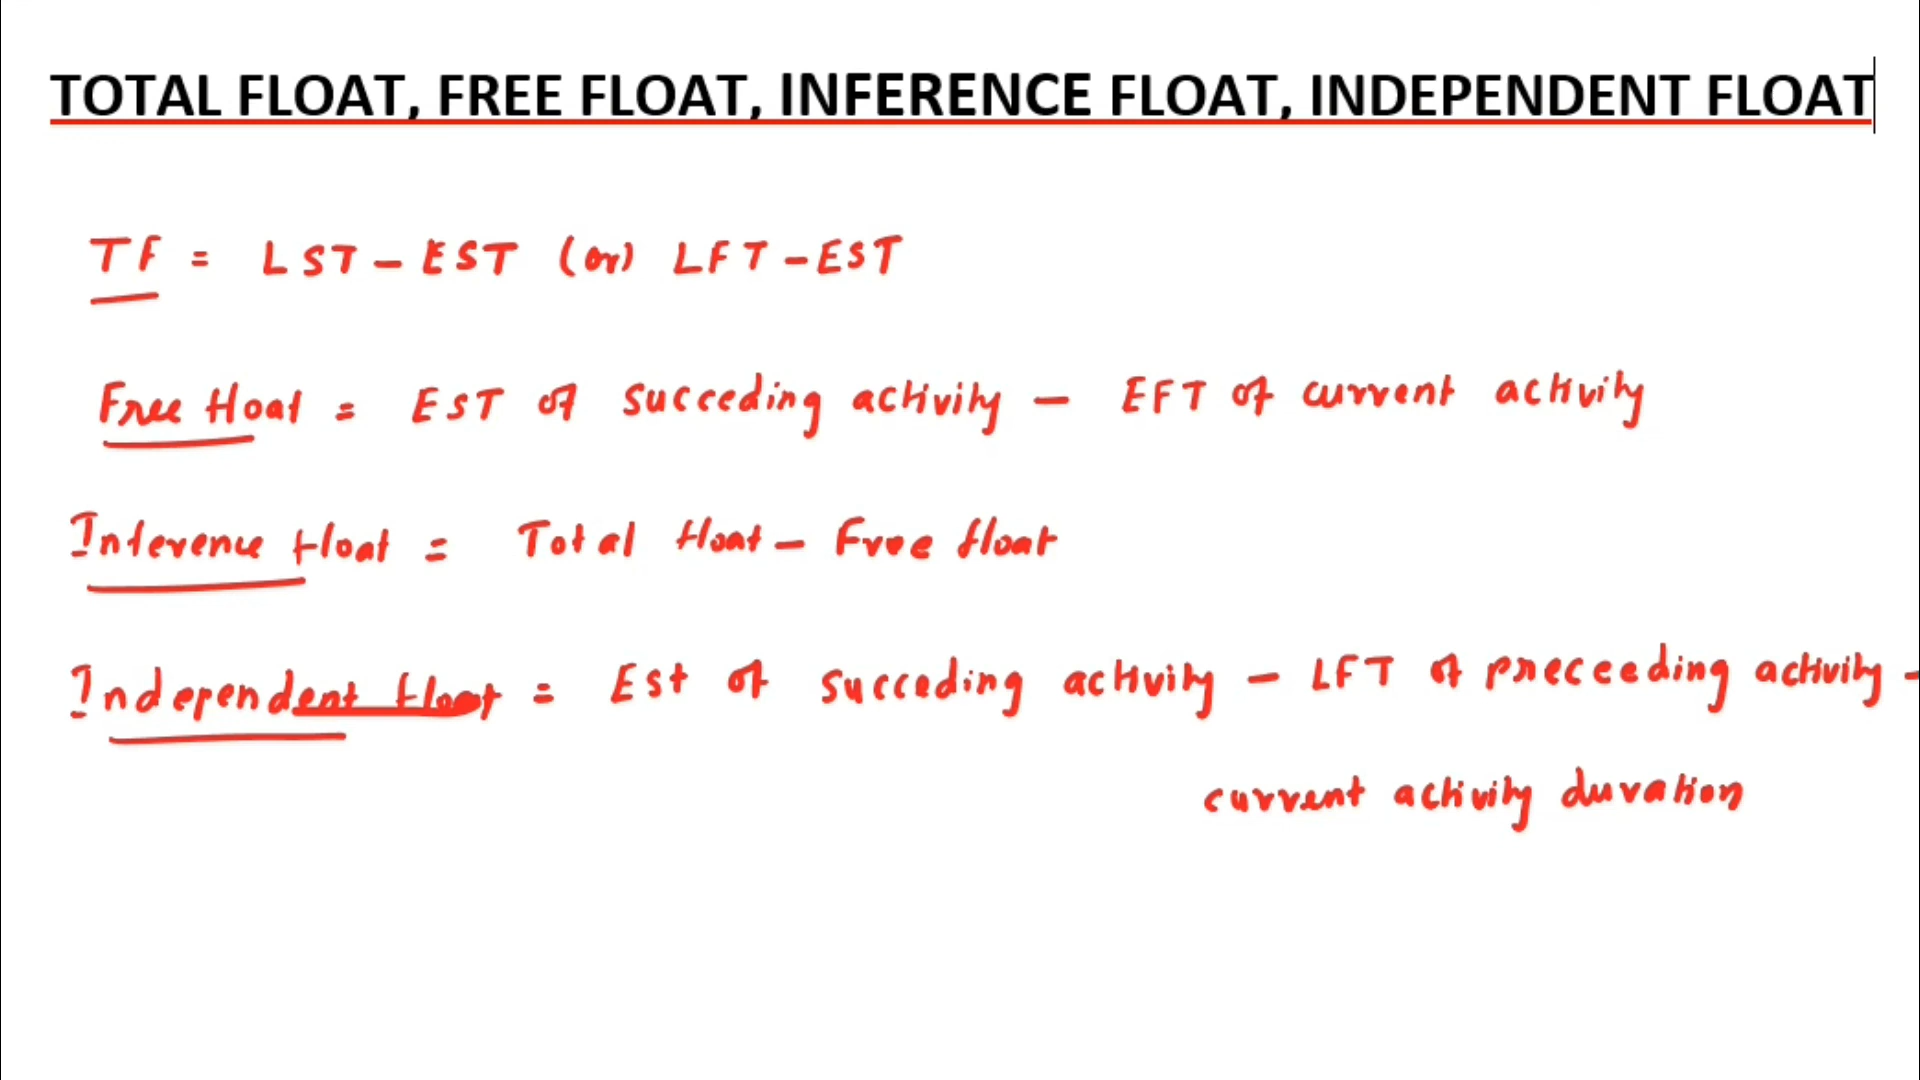 TOTAL FLOAT, FREE FLOAT, INFERENCE FLOAT, INDEPENDENT FLOAT
TF = LST - EST (or) LFT - EST
Free float = EST of succeding activity - EFT of current activity
Inference float = Total float - Free float
Independent float = Est of succeding activity - LFT of preceeding activity -
current activity duration